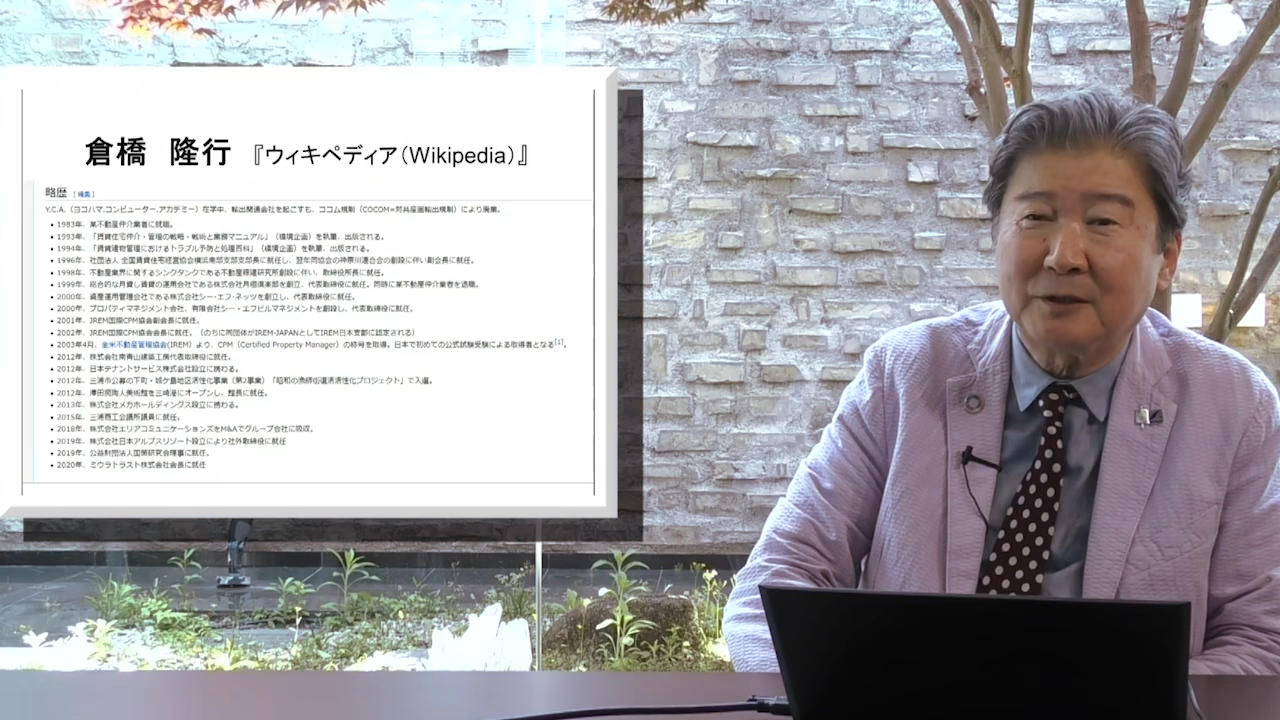 倉橋 隆行 『ウィキペディア（Wikipedia）』
略歴 ［編集］
Y.C.A.（ヨコハマ.コンピューター.アカデミー）在学中、輸出関連会社を起こすも、ココム規制（COCOM=対共産圏輸出規制）により廃業。
• 1983年、某不動産仲介業者に就職。
• 1993年、「賃貸住宅仲介・管理の戦略・戦術と業務マニュアル」（環境企画）を執筆、出版される。
• 1994年、「賃貸建物管理におけるトラブル予防と処理百科」（環境企画）を執筆、出版される。
• 1996年、社団法人 全国賃貸住宅経営協会横浜南部支部支部長に就任し、翌年同協会の神奈川連合会の創設に伴い副会長に就任。
• 1998年、不動産業界に関するシンクタンクである不動産綜建研究所創設に伴い、取締役所長に就任。
• 1999年、総合的な月貸し賃貸の運用会社である株式会社月極倶楽部を創立、代表取締役に就任。同時に某不動産仲介業者を退職。
• 2000年、資産運用管理会社である株式会社シー・エフ・ネッツを創立し、代表取締役に就任。
• 2000年、プロパティマネジメント会社、有限会社シー・エフビルマネジメントを創設し、代表取締役に就任。
• 2001年、JREM国際CPM協会副会長に就任。
• 2002年、JREM国際CPM協会会長に就任。（のちに同団体がIREM-JAPANとしてIREM日本支部に認定される）
• 2003年4月、全米不動産管理協会(IREM）より、CPM（Certified Property Manager）の称号を取得。日本で初めての公式試験受験による取得者となる[1]。
• 2012年、株式会社南青山建築工房代表取締役に就任。
• 2012年、日本テナントサービス株式会社設立に携わる。
• 2012年、三浦市公募の下町・城ケ島地区活性化事業（第2事業）「昭和の漁師街復活活性化プロジェクト」で入選。
• 2012年、澤田痴陶人美術館を三崎港にオープンし、館長に就任。
• 2013年、株式会社メガホールディングス設立に携わる。
• 2015年、三浦商工会議所議員に就任。
• 2018年、株式会社エリアコミュニケーションズをM&Aでグループ会社に吸収。
• 2019年、株式会社日本アルプスリゾート設立により社外取締役に就任
• 2019年、公益財団法人国策研究会理事に就任。
• 2020年、ミウラトラスト株式会社会長に就任